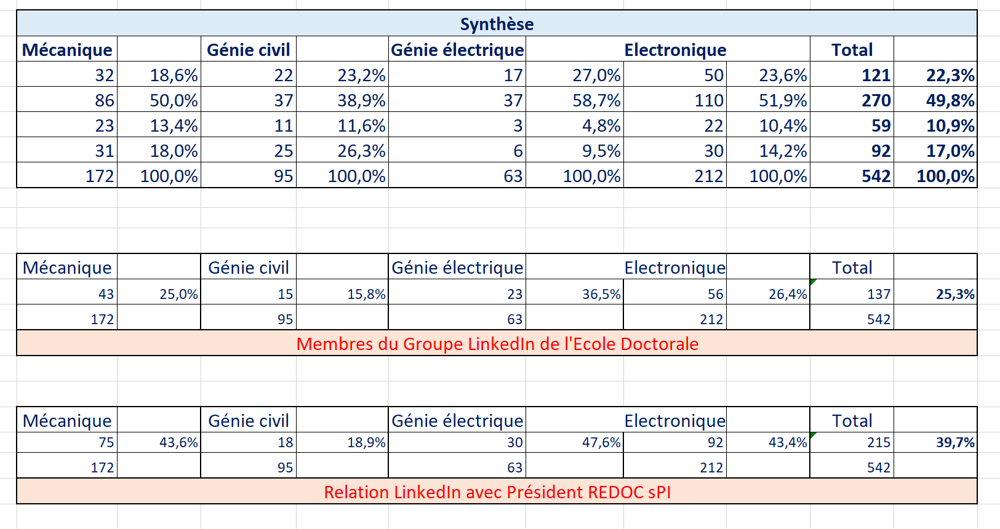 Synthèse
Mécanique Génie civil Génie électrique Electronique Total
32 18,6% 22 23,2% 17 27,0% 50 23,6% 121 22,3%
86 50,0% 37 38,9% 37 58,7% 110 51,9% 270 49,8%
23 13,4% 11 11,6% 3 4,8% 22 10,4% 59 10,9%
31 18,0% 25 26,3% 6 9,5% 30 14,2% 92 17,0%
172 100,0% 95 100,0% 63 100,0% 212 100,0% 542 100,0%
Mécanique Génie civil Génie électrique Electronique Total
43 25,0% 15 15,8% 23 36,5% 56 26,4% 137 25,3%
172 95 63 212 542
Membres du Groupe LinkedIn de l'Ecole Doctorale
Mécanique Génie civil Génie électrique Electronique Total
75 43,6% 18 18,9% 30 47,6% 92 43,4% 215 39,7%
172 95 63 212 542
Relation LinkedIn avec Président REDOC sPI